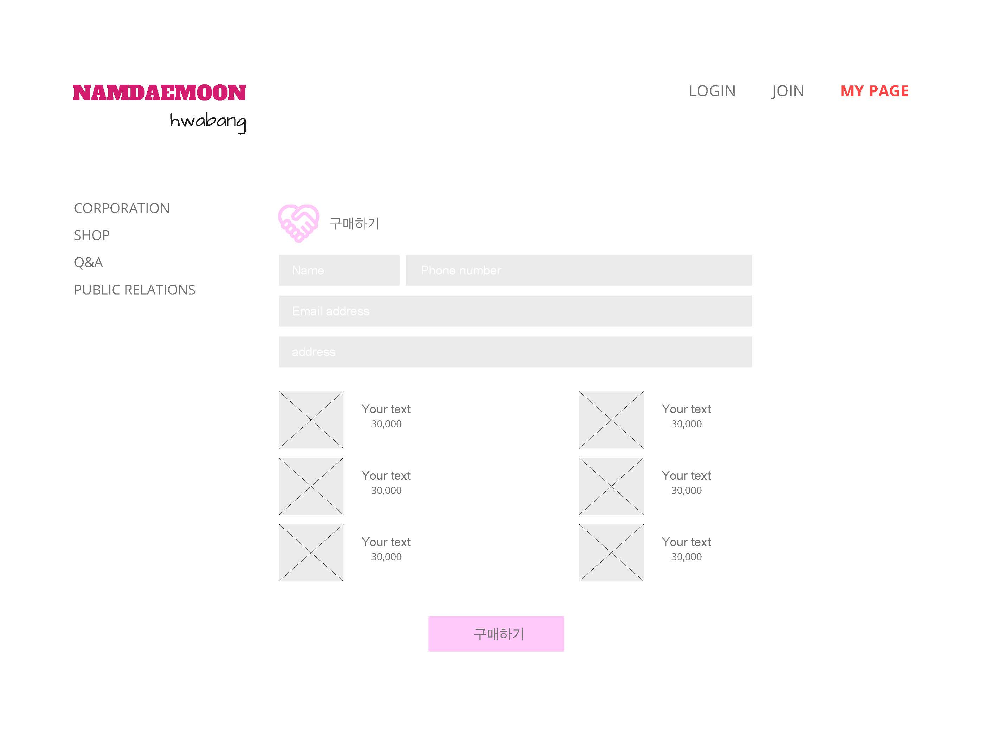 NAMDAEMOON
hwabang
LOGIN JOIN MY PAGE
CORPORATION
SHOP
Q&A
PUBLIC RELATIONS
구매하기
Name Phone number
Email address
address
Your text Your text
30,000 30,000
Your text Your text
30,000 30,000
Your text Your text
30,000 30,000
구매하기